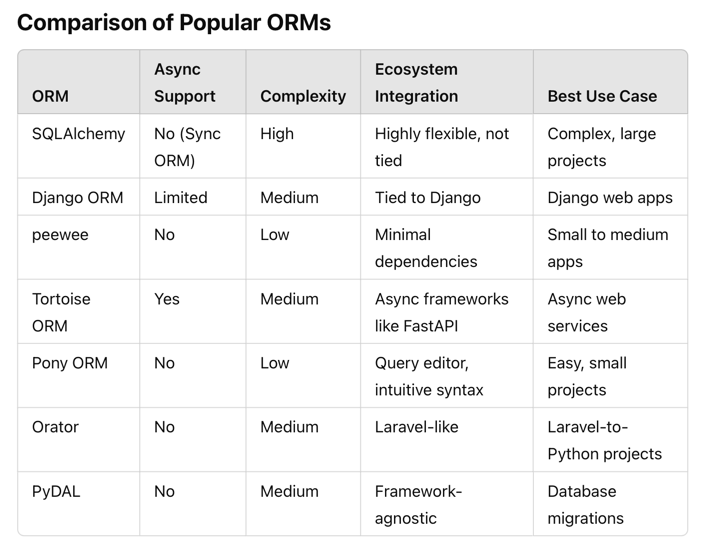 Comparison of Popular ORMs
ORM Async Support Complexity Ecosystem Integration Best Use Case
SQLAlchemy No (Sync ORM) High Highly flexible, not tied Complex, large projects
Django ORM Limited Medium Tied to Django Django web apps
peewee No Low Minimal dependencies Small to medium apps
Tortoise ORM Yes Medium Async frameworks like FastAPI Async web services
Pony ORM No Low Query editor, intuitive syntax Easy, small projects
Orator No Medium Laravel-like Laravel-to-Python projects
PyDAL No Medium Framework-agnostic Database migrations